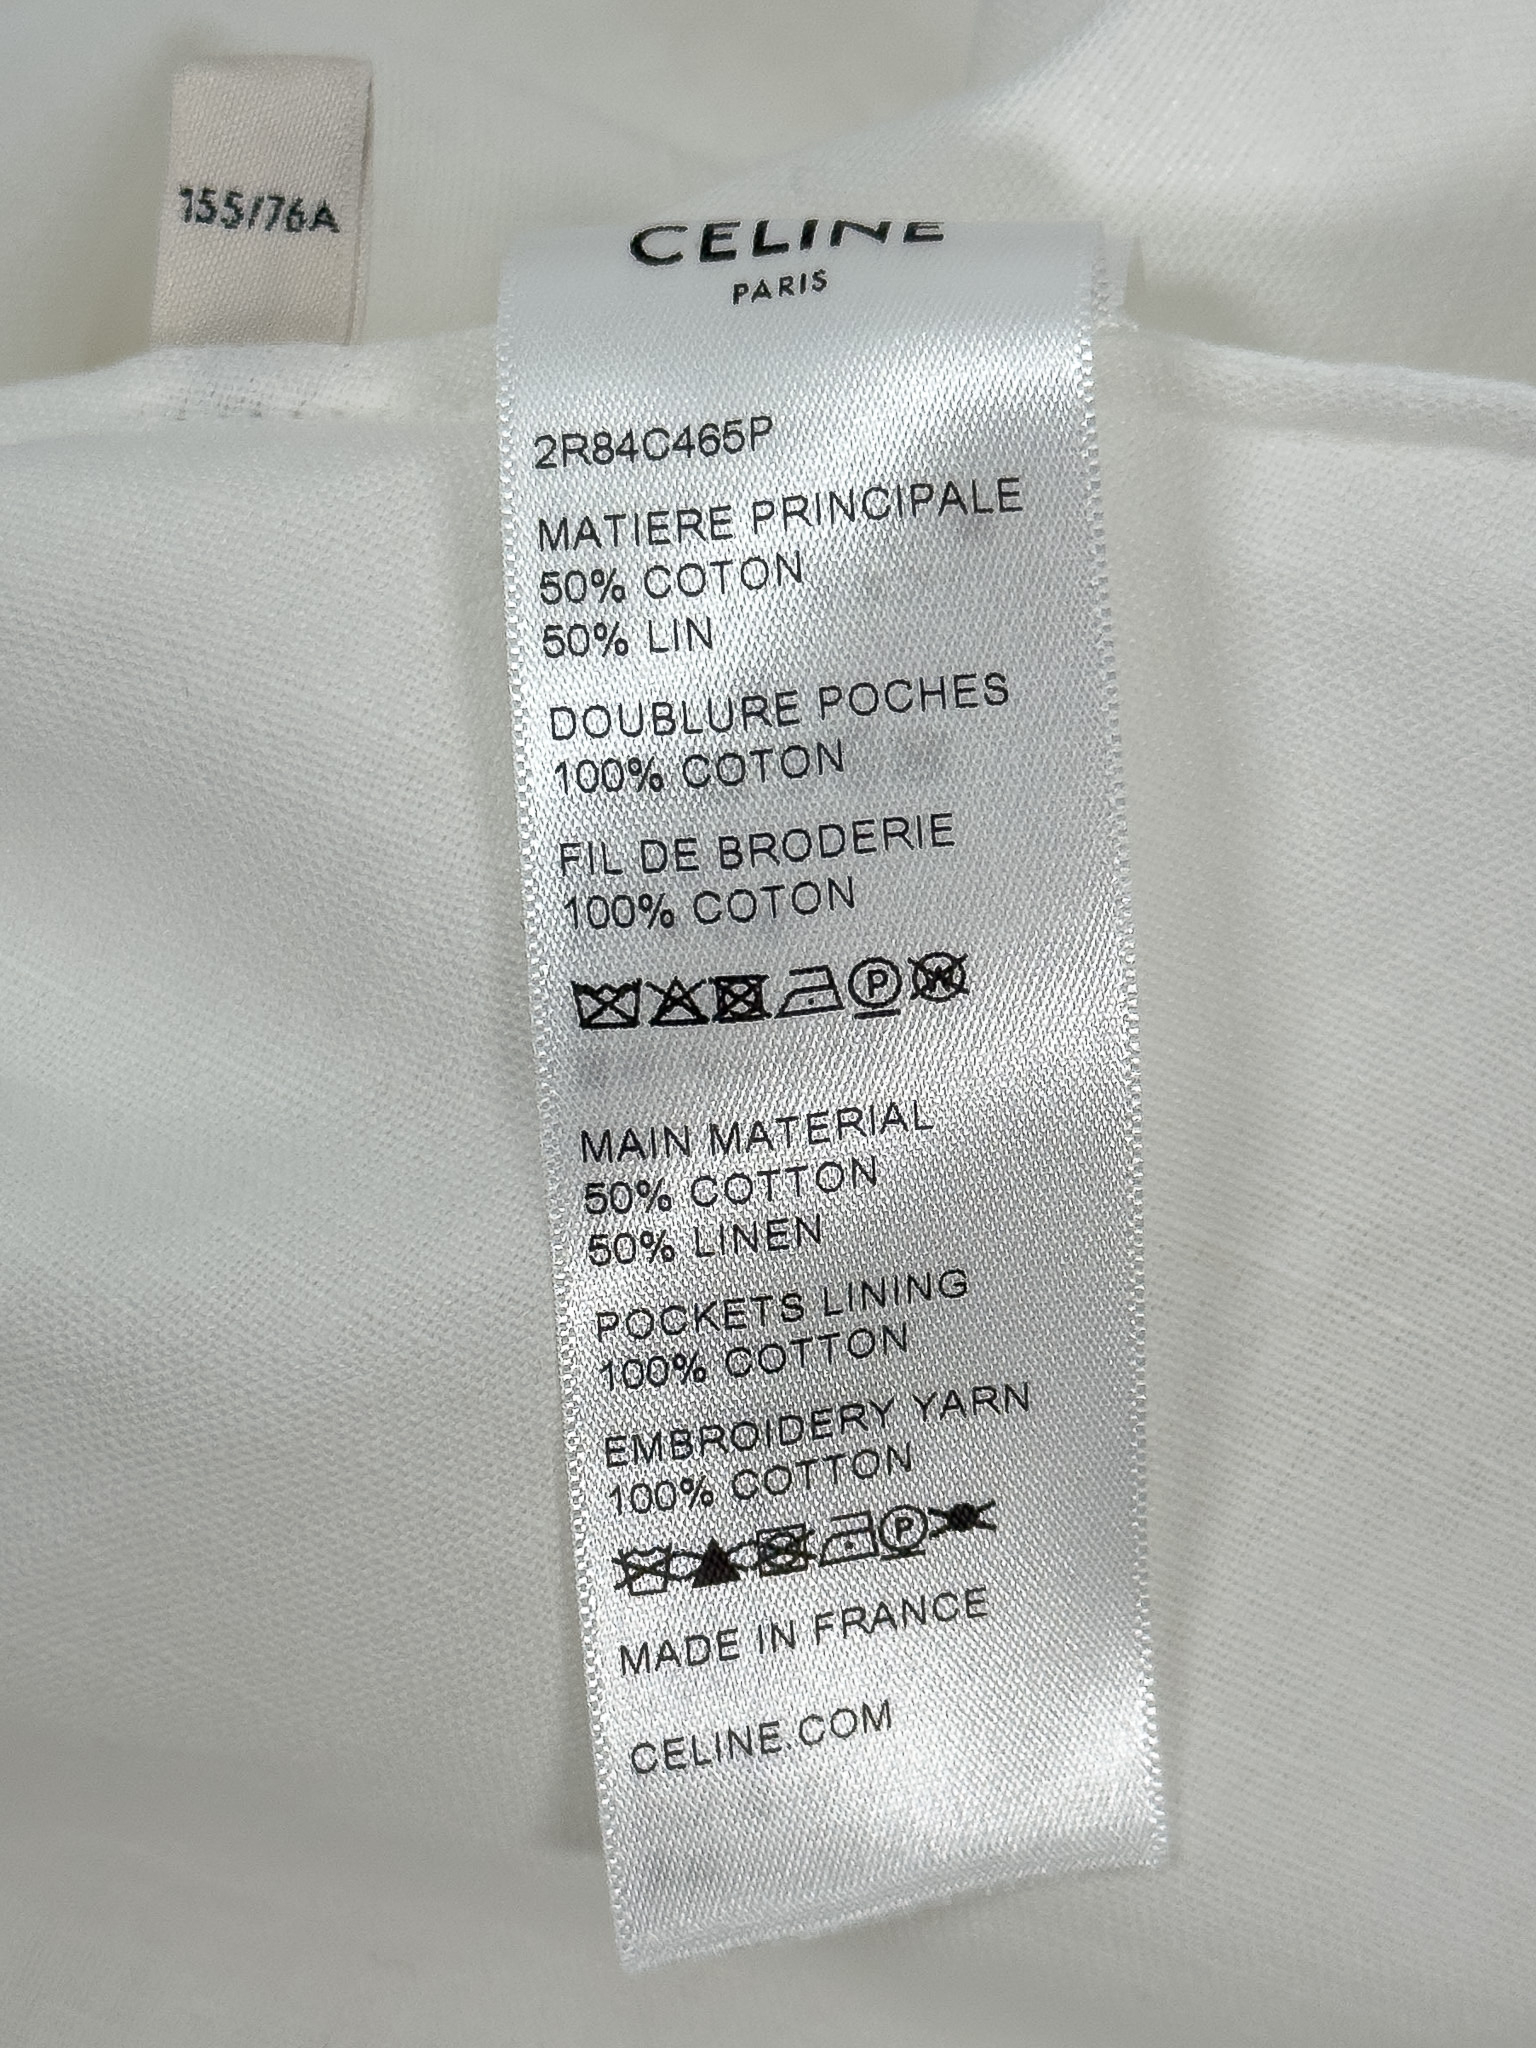 155/76A
CELINE
PARIS
2R84C465P
MATIERE PRINCIPALE
50% COTON
50% LIN
DOUBLURE POCHES
100% COTON
FIL DE BRODERIE
100% COTON
P W
MAIN MATERIAL
50% COTTON
50% LINEN
POCKETS LINING
100% COTTON
EMBROIDERY YARN
100% COTTON
P
MADE IN FRANCE
CELINE.COM